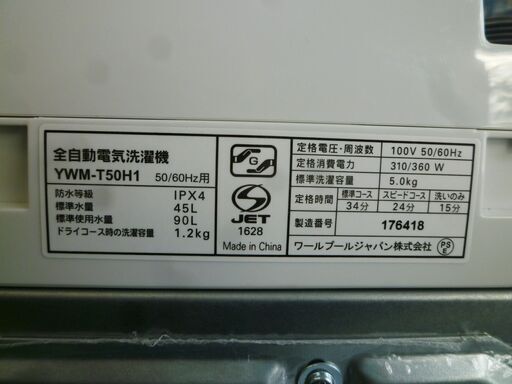 全自動電気洗濯機
YWM-T50H1 50/60Hz用
防水等級 IPX4
標準水量 45L
標準使用水量 90L
ドライコース時の洗濯容量 1.2kg
G
S
JET
1628
Made in China
定格電圧・周波数 100V 50/60Hz
定格消費電力 310/360 W
標準洗濯容量 5.0kg
定格時間 標準コース スピードコース 洗いのみ
34分 24分 15分
製造番号 176418
ワールプールジャパン株式会社 PSE